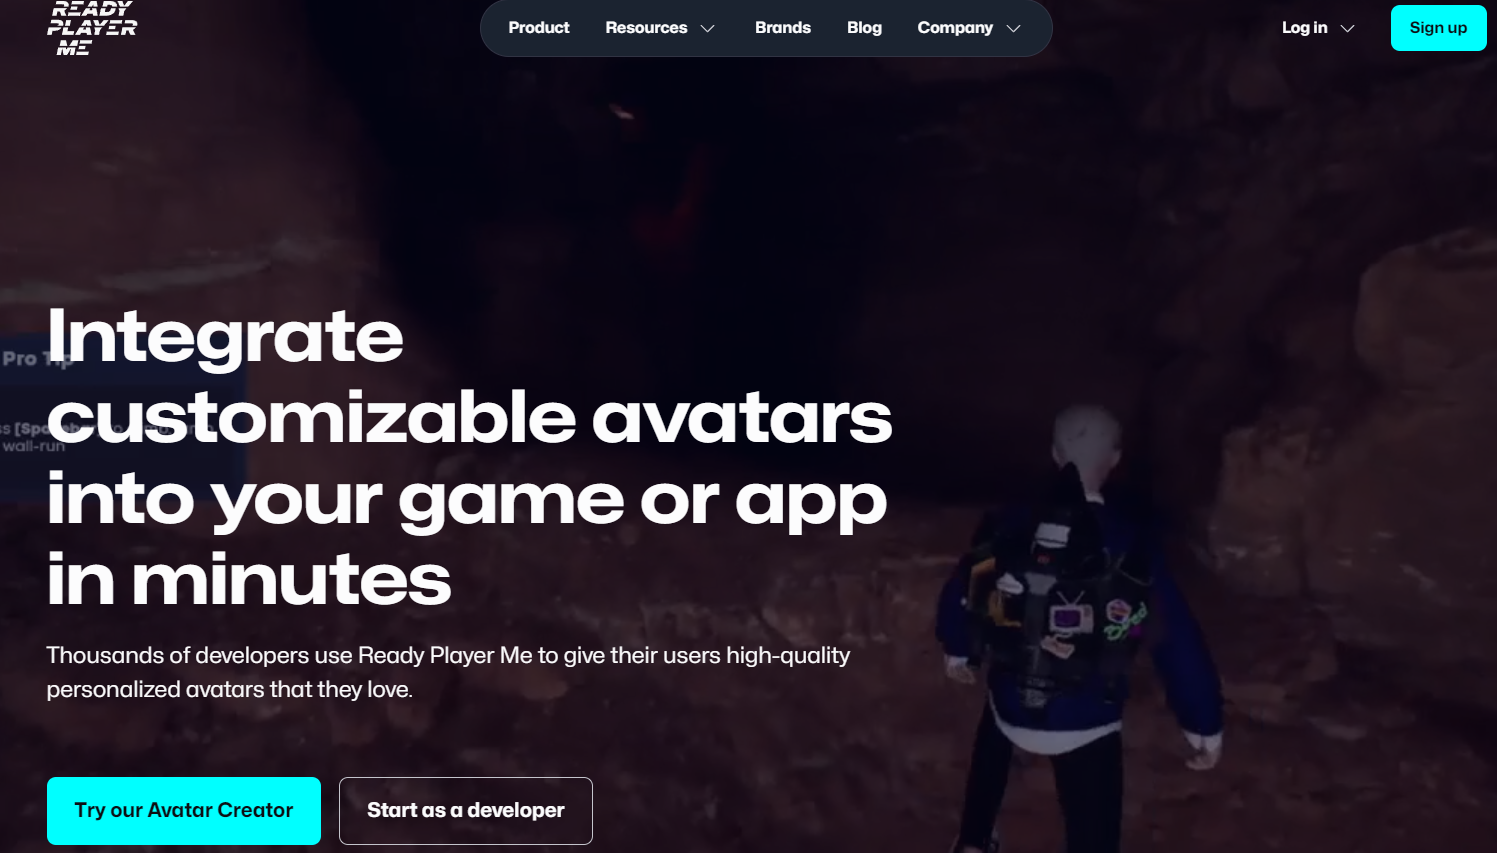 READY
PLAYER
ME
Product
Resources
Brands
Blog
Company
Log in
Sign up
Integrate
customizable avatars
into your game or app
in minutes
Pro Tip
wall-run
Thousands of developers use Ready Player Me to give their users high-quality
personalized avatars that they love.
Try our Avatar Creator
Start as a developer